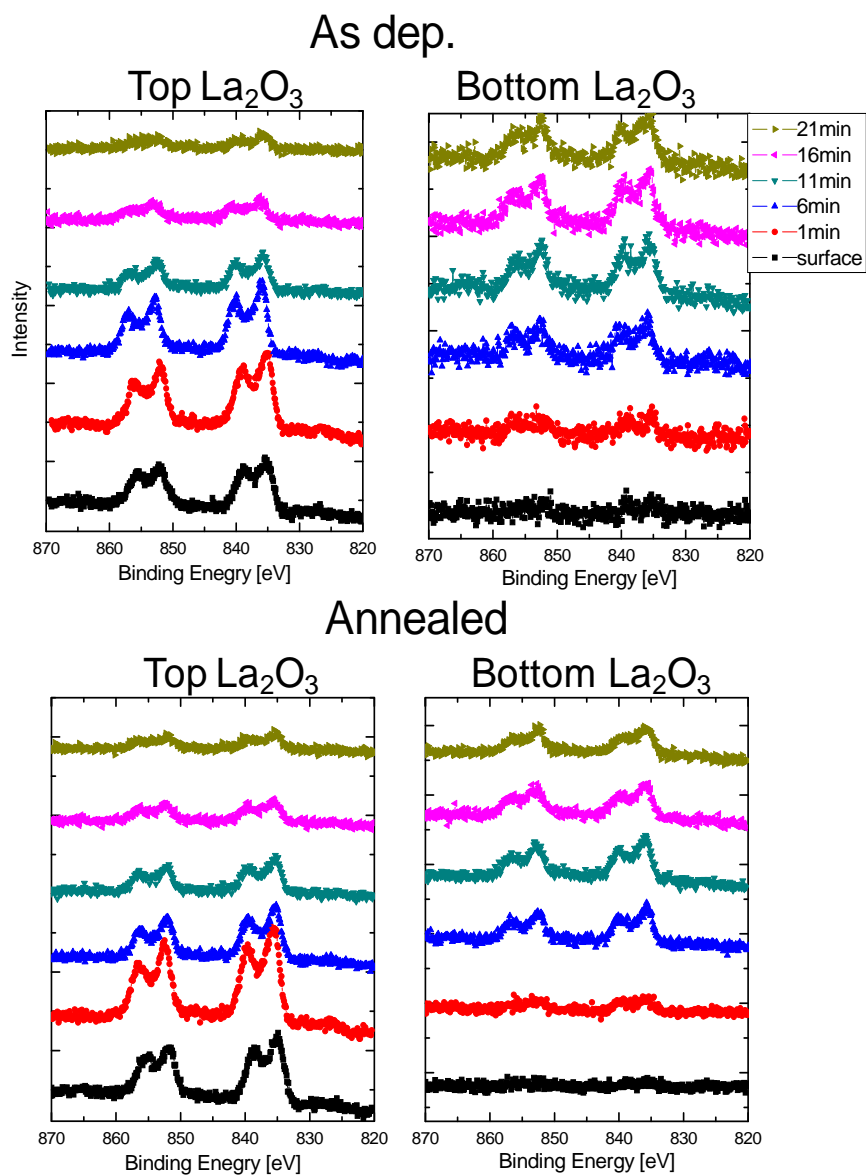 As dep.
Top La₂O₃
Bottom La₂O₃
21min
16min
11min
6min
1min
surface
Intensity
870 860 850 840 830 820
870 860 850 840 830 820
Binding Enegry [eV]
Binding Energy [eV]
Annealed
Top La₂O₃
Bottom La₂O₃
870 860 850 840 830 820
870 860 850 840 830 820
Binding Enegry [eV]
Binding Energy [eV]